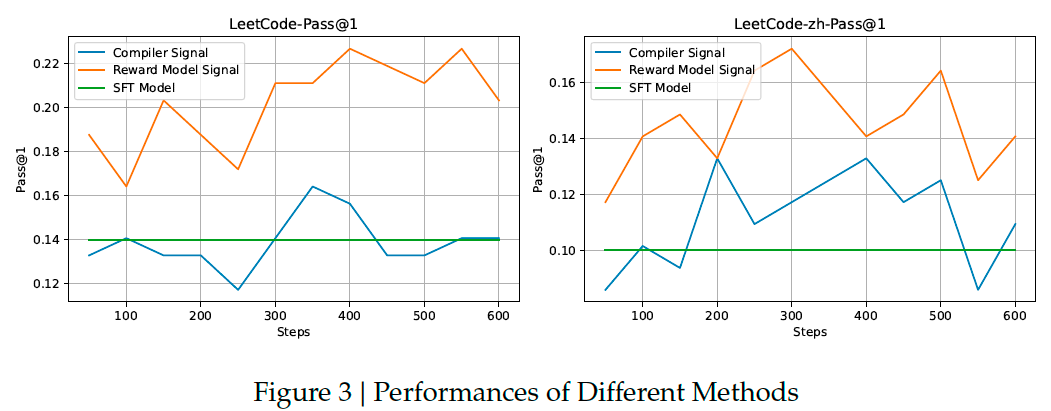 LeetCode-Pass@1
Compiler Signal
Reward Model Signal
SFT Model
0.22
0.20
0.18
0.16
0.14
0.12
Pass@1
100 200 300 400 500 600
Steps
LeetCode-zh-Pass@1
Compiler Signal
Reward Model Signal
SFT Model
0.16
0.14
0.12
0.10
Pass@1
100 200 300 400 500 600
Steps
Figure 3 | Performances of Different Methods